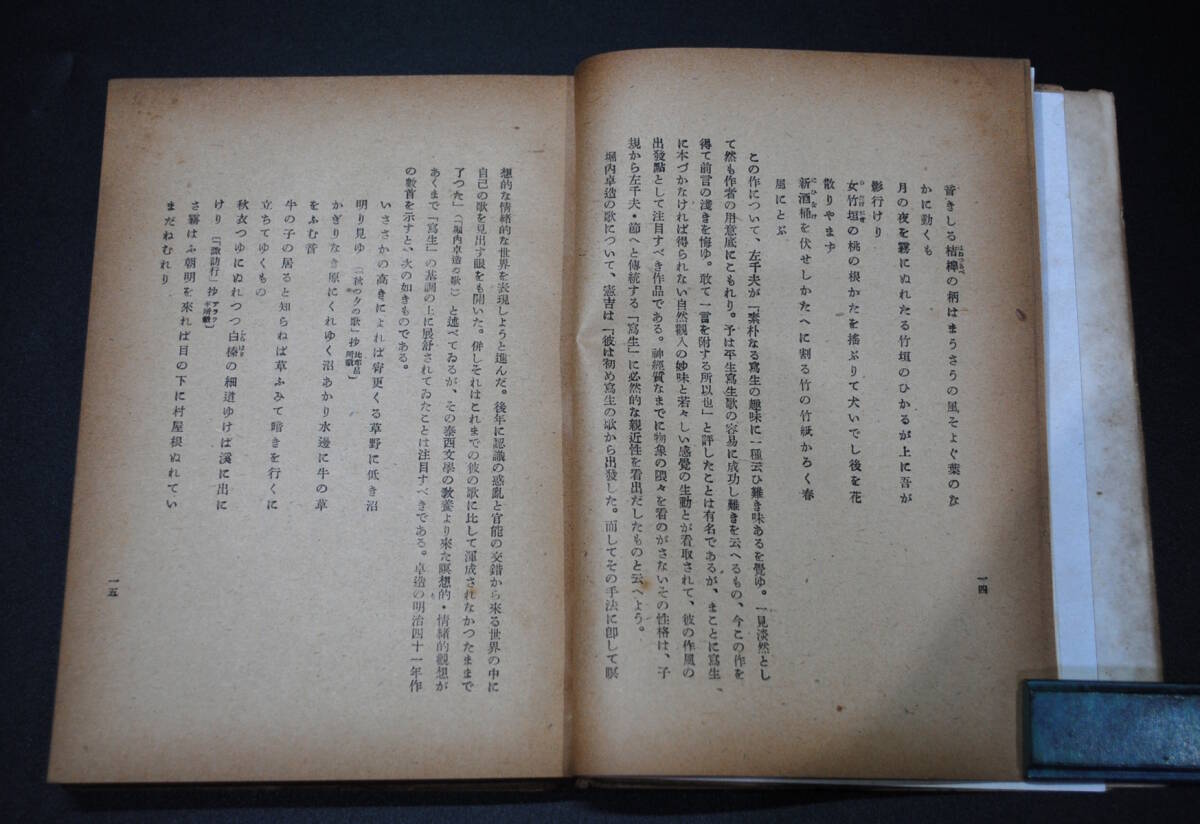 音きしる桔槹の柄はまうさうの風そよぐ葉のな
かに動くも
月の夜を霧にぬれたる竹垣のひかるが上に吾が
影行けり
女竹垣の桃の根かたを搖ぶりて犬いでし後を花
散りやまず
新酒桶を伏せしかたへに割る竹の竹紙かろく春
風にとぶ
この作について、左千夫が「素朴なる寫生の趣味に一種云ひ難き味あるを覺ゆ。一見淡然とし
て然も作者の用意底にこもれり。予は平生寫生歌の容易に成功し難きを云へるもの、今この作を
得て前言の淺きを悔ゆ。敢て一言を附する所以也」と評したことは有名であるが、まことに寫生
に本づかなければ得られない自然觀入の妙味と若々しい感覺の生動とが看取されて、彼の作風の
出發點として注目すべき作品である。神經質なまでに物象の隈々を看のがさないその性格は、子
規から左千夫・節へと傳統する「寫生」に必然的な親近性を看出だしたものと云へよう。
堀内卓造の歌について、憲吉は「彼は初め寫生の歌から出發した。而してその手法に卽して瞑
一四
想的な情緒的な世界を表現しようと進んだ。後年に認識の惑亂と官能の交錯から來る世界の中に
自己の歌を見出す眼をも開いた。併しそれはこれまでの彼の歌に比して渾成されなかつたままで
了つた」(「堀内卓造の歌」)と述べてゐるが、その泰西文學の敎養より來た瞑想的・情緒的觀想が
あくまで「寫生」の基調の上に展舒されてゐたことは注目すべきである。卓造の明治四十一年作
の數首を示すと、次の如きものである。
いささかの高きによれば宵更くる草野に低き沼
明り見ゆ（「秋の夕の歌」抄 比牟呂所載）
かぎりなき原にくれゆく沼あかり水邊に牛の草
をふむ音
牛の子の居ると知らねば草ふみて暗きを行くに
立ちてゆくもの
秋衣つゆにぬれつつ白榛の細道ゆけば溪に出に
けり（「諏訪行」抄 アララギ所載）
さ霧はふ朝明を來れば目の下に村屋根ぬれてい
まだねむれり
一五